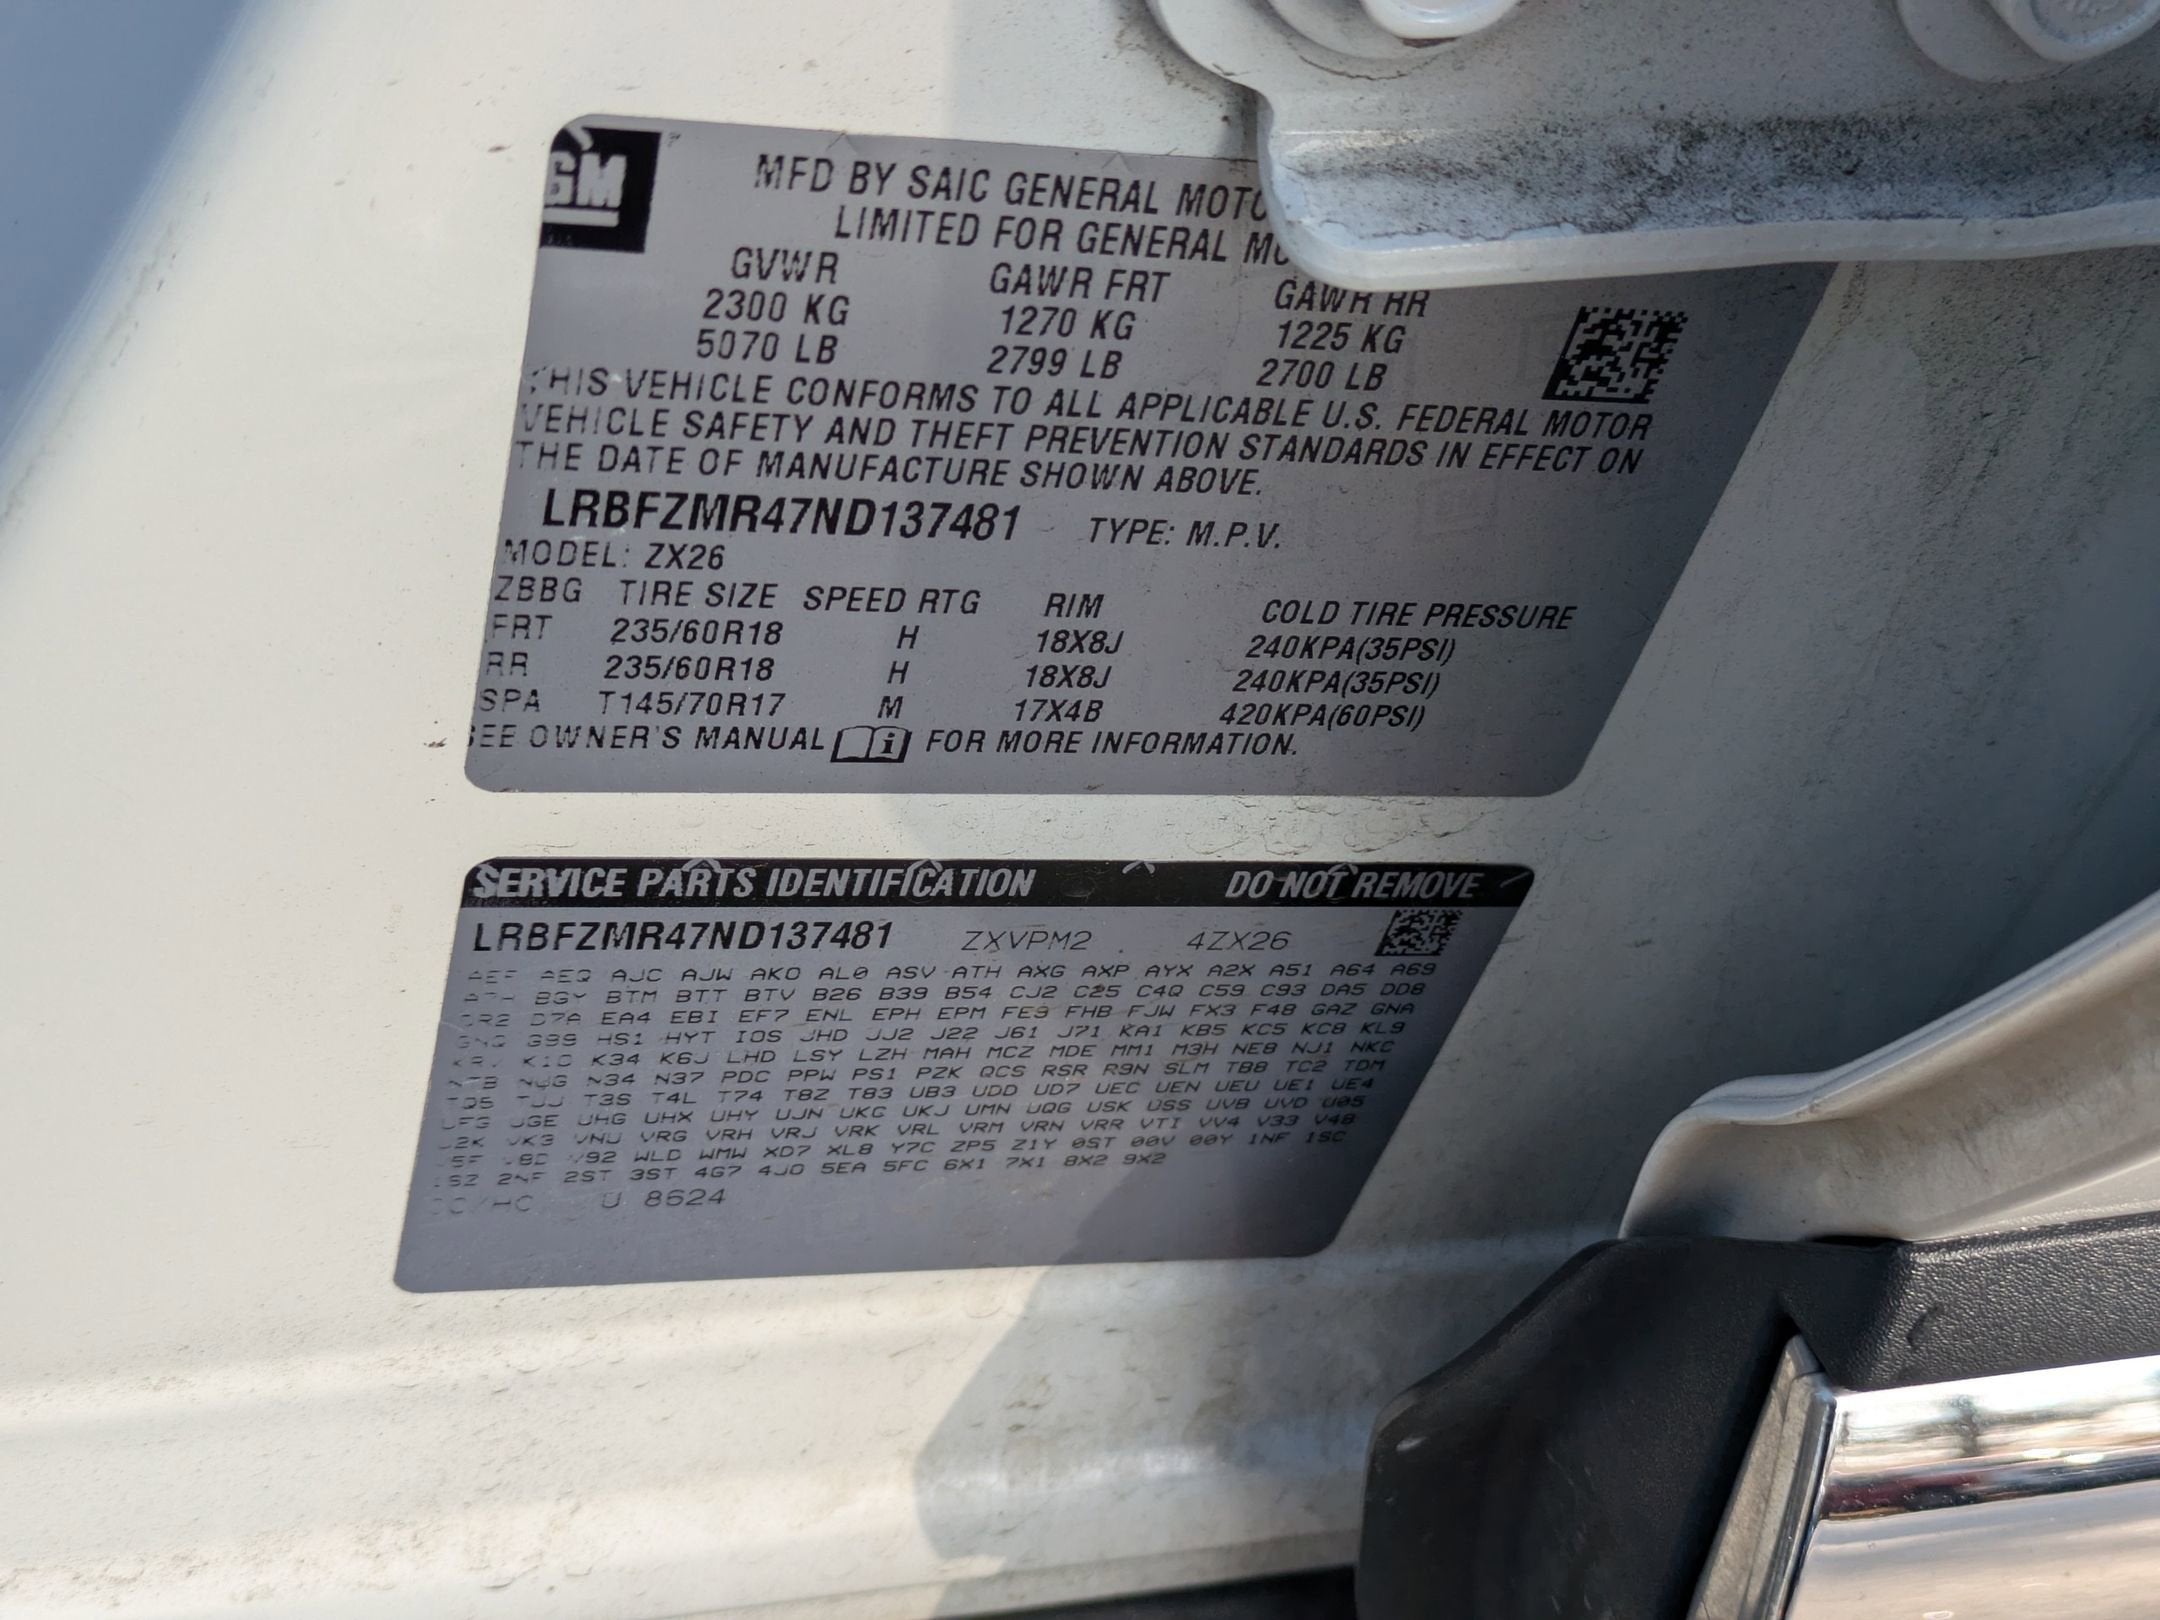 GM
MFD BY SAIC GENERAL
LIMITED FOR GENERAL
GVWR GAWR FRT GAWR RR
2300 KG 1270 KG 1225 KG
5070 LB 2799 LB 2700 LB
THIS VEHICLE CONFORMS TO ALL APPLICABLE U.S. FEDERAL MOTOR
VEHICLE SAFETY AND THEFT PREVENTION STANDARDS IN EFFECT ON
THE DATE OF MANUFACTURE SHOWN ABOVE.
LRBFZMR47ND137481 TYPE: M.P.V.
MODEL: ZX26
ZBBG TIRE SIZE SPEED RTG RIM COLD TIRE PRESSURE
FRT 235/60R18 H 18X8J 240KPA(35PSI)
RR 235/60R18 H 18X8J 240KPA(35PSI)
SPA T145/70R17 M 17X4B 420KPA(60PSI)
SEE OWNER'S MANUAL FOR MORE INFORMATION.
SERVICE PARTS IDENTIFICATION DO NOT REMOVE
LRBFZMR47ND137481 ZXVPM2 4ZX26
AEF AEQ AJC AJW AKO AL0 ASV ATH AXG AXP AYX A2X A51 A64 A69
BGY BTM BTT BTV B26 B39 B54 CJ2 C25 C4Q C59 C93 DA5 DD8
D7A EA4 EBI EF7 ENL EPH EPM FE9 FHB FJW FX3 F48 GAZ GNA
G99 HS1 HYT IOS JHD JJ2 J22 J61 J71 KA1 KB5 KC5 KC8 KL9
K34 K6J LHD LSY LZH MAH MCZ MDE MM1 M3H NE8 NJ1 NKC
N34 N37 PDC PPW PS1 PZK QCS RSR R9N SLM TB8 TC2 TDM
T3S T4L T74 T8Z T83 UB3 UDD UD7 UEC UEN UEU UE1 UE4
UGE UHG UHX UHY UJN UKC UKJ UMN UQG USK USS UVB UVD U05
VK3 VNU VRG VRH VRJ VRK VRL VRM VRN VRR VTI VV4 V33 V48
V8D V92 WLD WMW XD7 XL8 Y7C ZP5 Z1Y 0ST 00V 00Y 1NF 1SC
2NF 2ST 3ST 4G7 4J0 5EA 5FC 6X1 7X1 8X2 9X2
U 8624